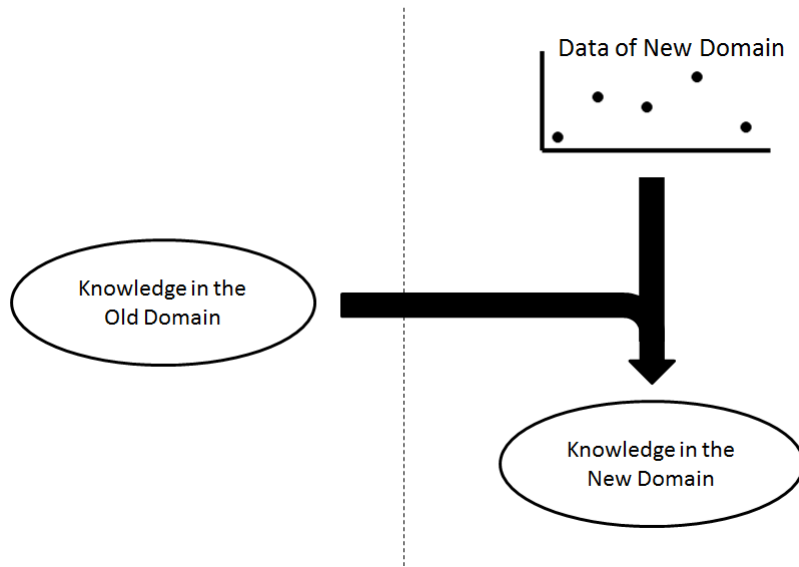 Data of New Domain
Knowledge in the
Old Domain
Knowledge in the
New Domain